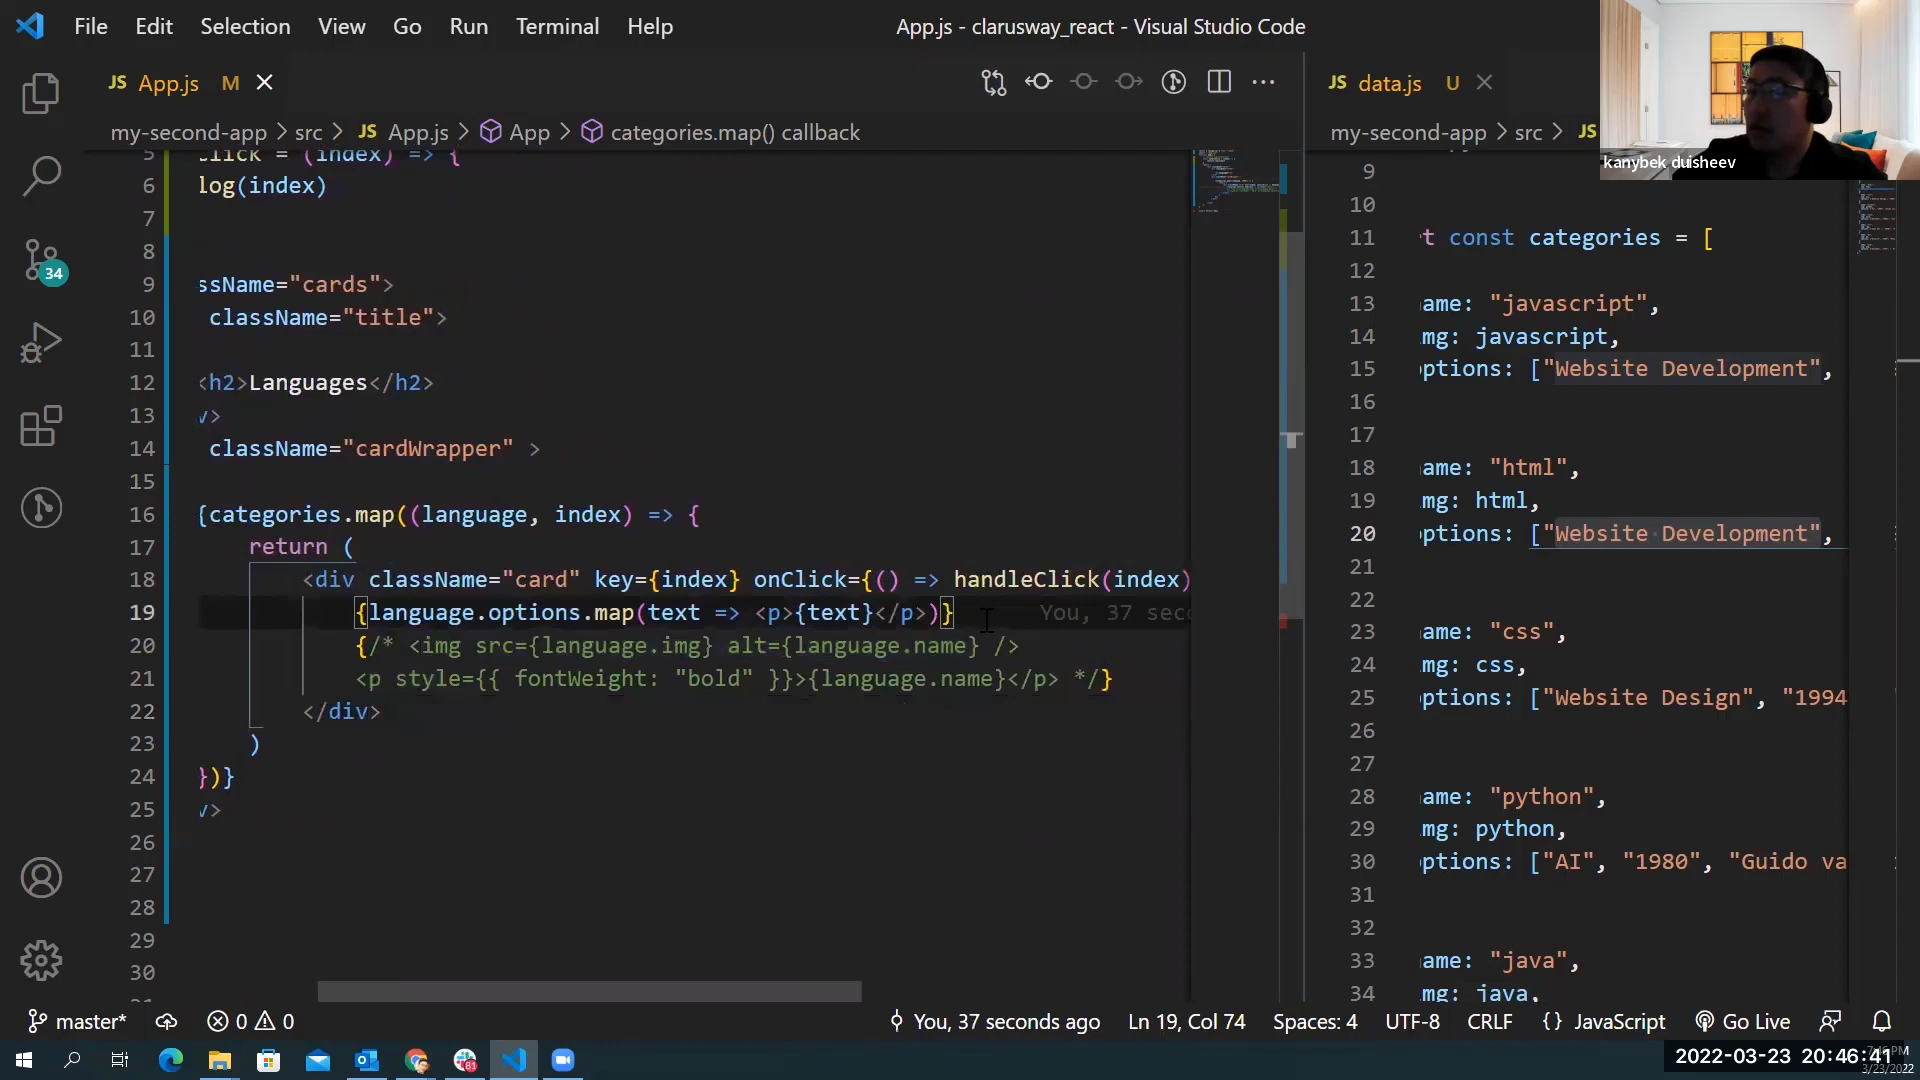 File Edit Selection View Go Run Terminal Help
App.js - clarusway_react - Visual Studio Code
JS App.js M
my-second-app > src > JS App.js > App > categories.map() callback
click = (index) => {
6 log(index)
7
8
9 ssName="cards">
10 className="title">
11
12 <h2>Languages</h2>
13 v>
14 className="cardWrapper" >
15
16 {categories.map((language, index) => {
17 return (
18 <div className="card" key={index} onClick={() => handleClick(index)
19 {language.options.map(text => <p>{text}</p>)} You, 37 seco
20 {/* <img src={language.img} alt={language.name} />
21 <p style={{ fontWeight: "bold" }}>{language.name}</p> */}
22 </div>
23 )
24 })}
25 v>
26
27
28
29
30
JS data.js U
my-second-app > src > JS
kanybek duisheev
9
10
11 t const categories = [
12
13 ame: "javascript",
14 mg: javascript,
15 ptions: ["Website Development",
16
17
18 ame: "html",
19 mg: html,
20 ptions: ["Website Development",
21
22
23 ame: "css",
24 mg: css,
25 ptions: ["Website Design", "1994
26
27
28 ame: "python",
29 mg: python,
30 ptions: ["AI", "1980", "Guido va
31
32
33 ame: "java",
34 mg: java,
34
master* 0 0
You, 37 seconds ago Ln 19, Col 74 Spaces: 4 UTF-8 CRLF {} JavaScript Go Live
81
2022-03-23 20:46:41
3/23/2022